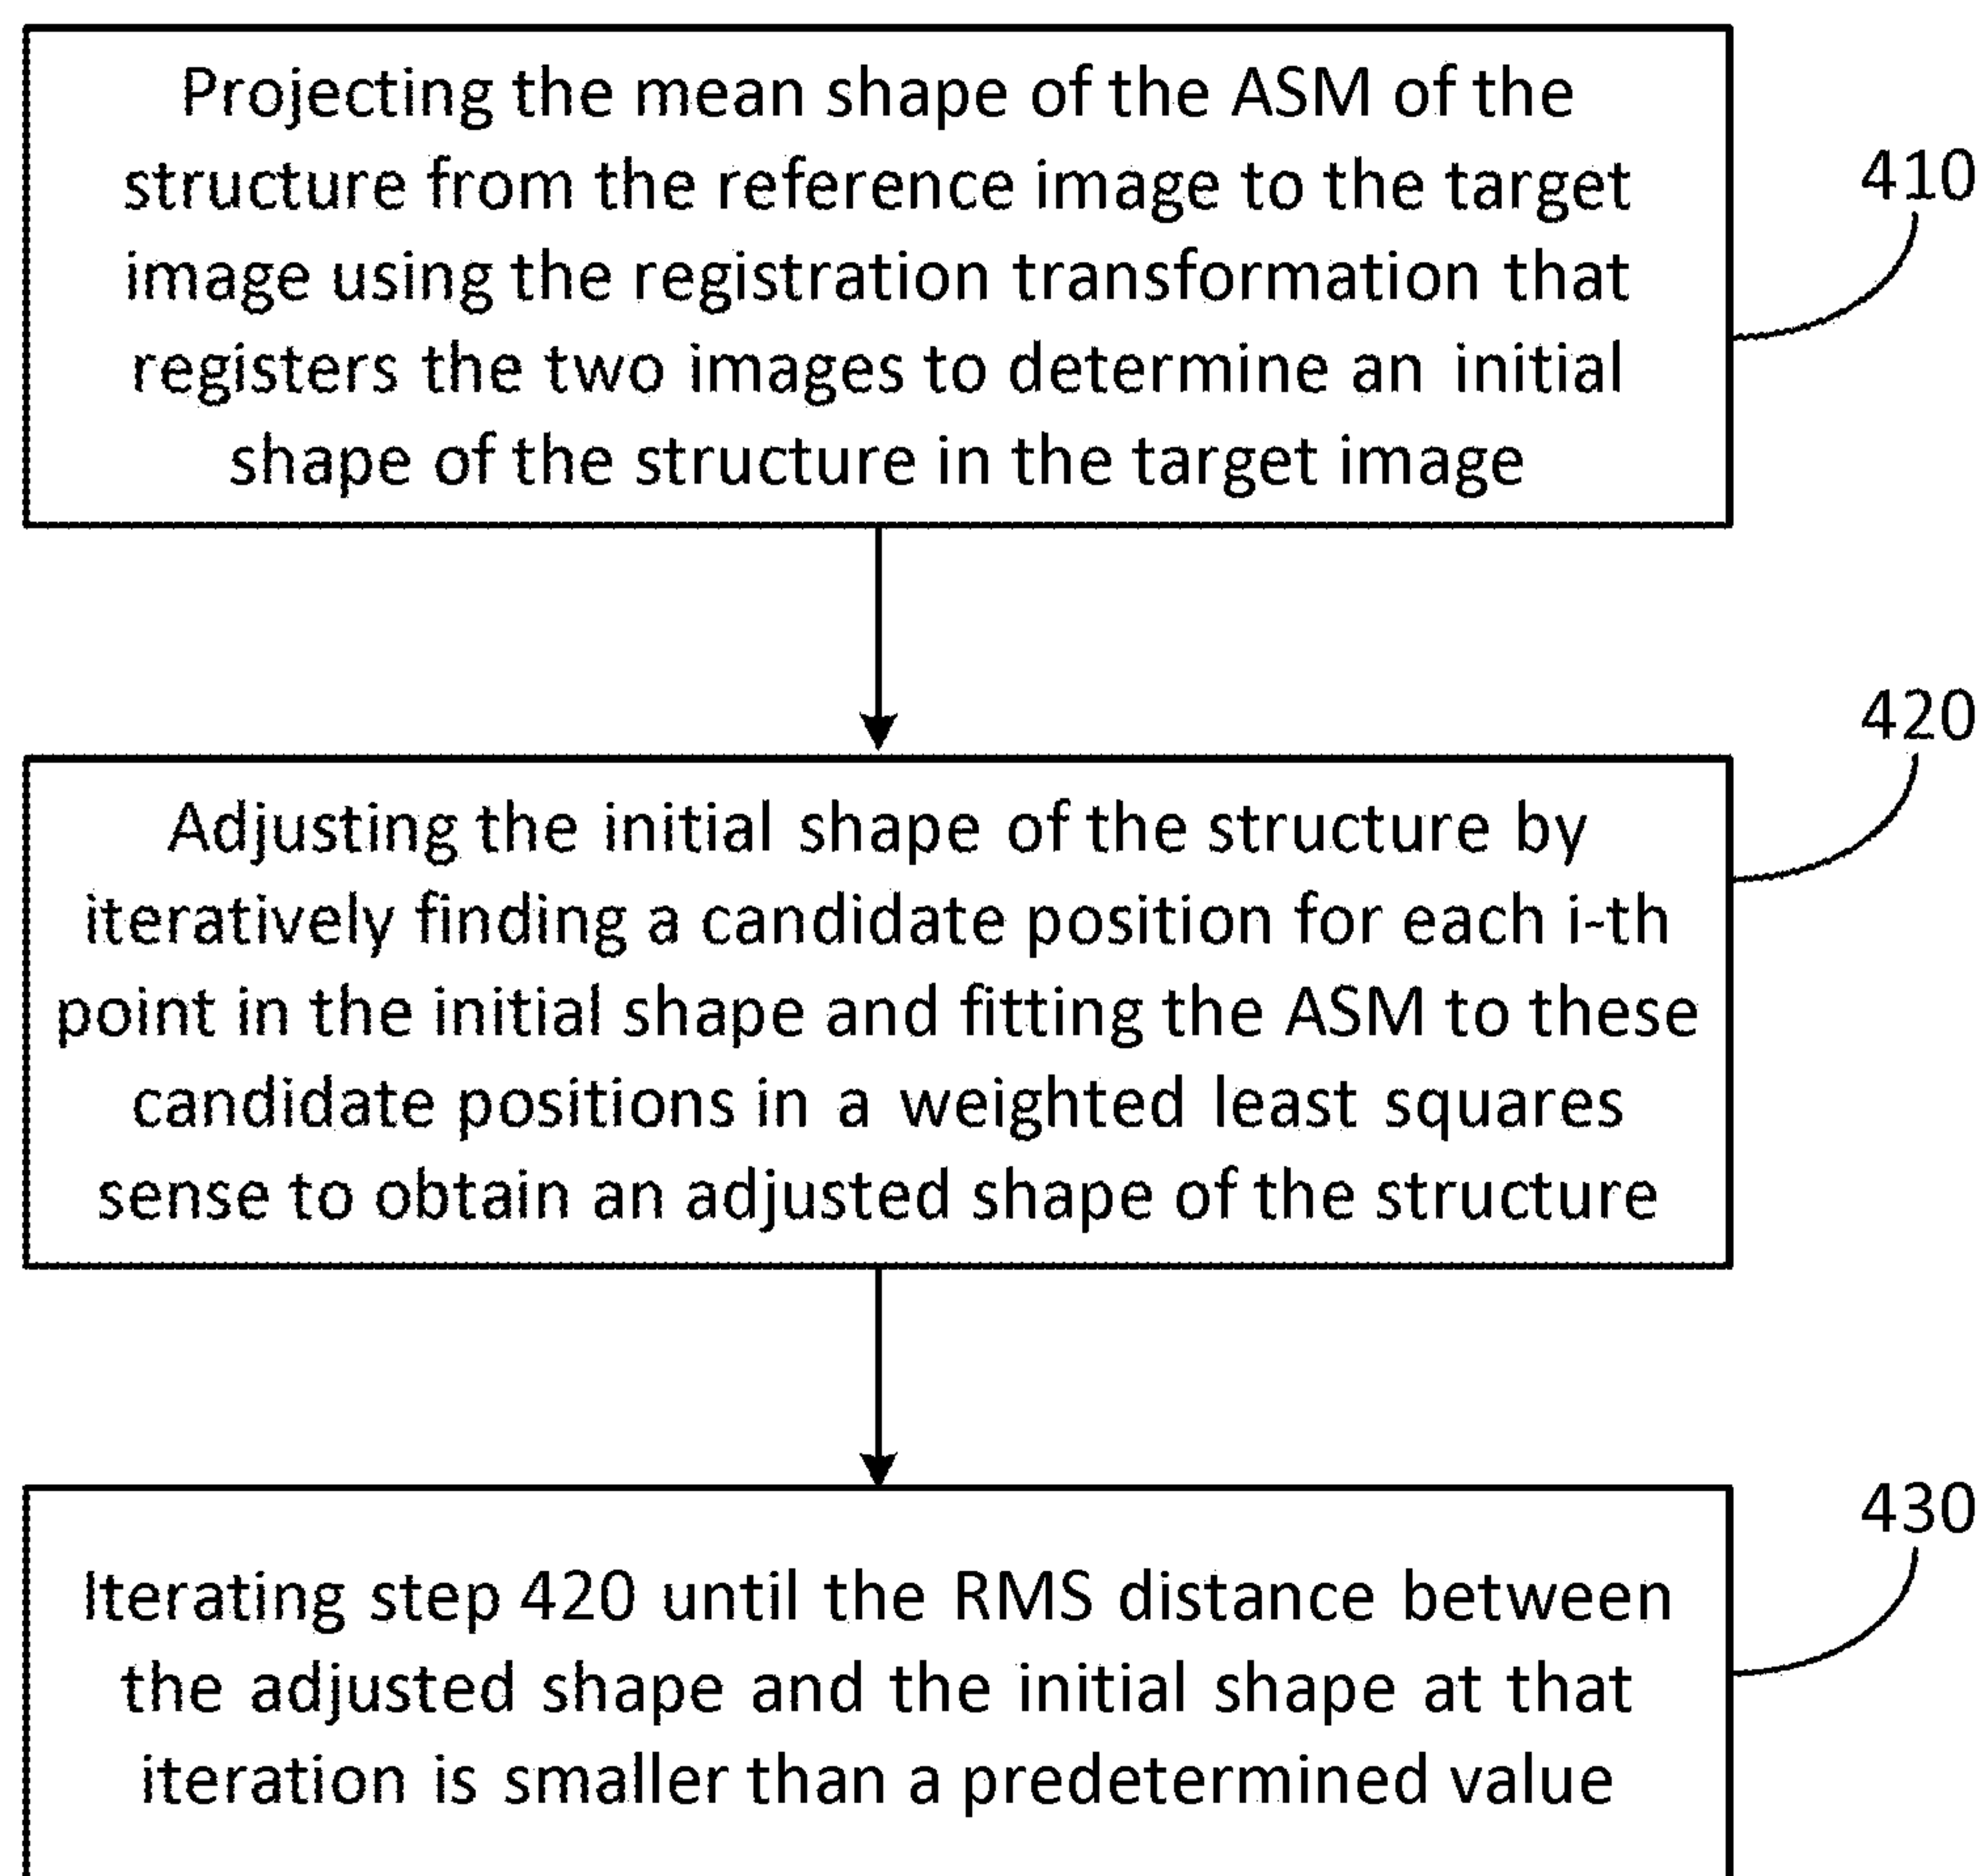 Projecting the mean shape of the ASM of the
structure from the reference image to the target
image using the registration transformation that
registers the two images to determine an initial
shape of the structure in the target image
410
Adjusting the initial shape of the structure by
iteratively finding a candidate position for each i-th
point in the initial shape and fitting the ASM to these
candidate positions in a weighted least squares
sense to obtain an adjusted shape of the structure
420
Iterating step 420 until the RMS distance between
the adjusted shape and the initial shape at that
iteration is smaller than a predetermined value
430